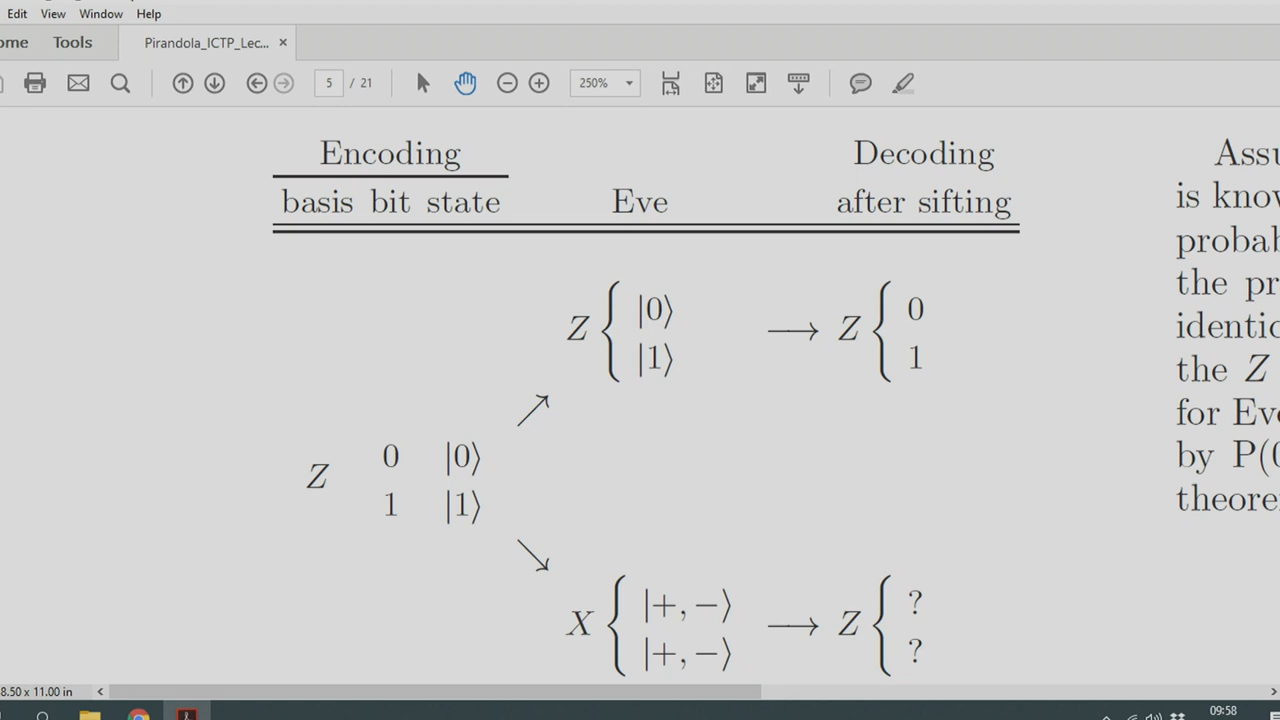 Edit View Window Help
ome Tools Pirandola_ICTP_Lec... ×
5 / 21 250%
Encoding Decoding
basis bit state Eve after sifting
Z { |0⟩ ⟶ Z { 0
|1⟩ 1
↗
Z 0 |0⟩
1 |1⟩
↘
X { |+, −⟩ ⟶ Z { ?
|+, −⟩ ?
Assu
is know
probab
the pr
identic
the Z
for Eve
by P(0
theore
8.50 x 11.00 in
09:58